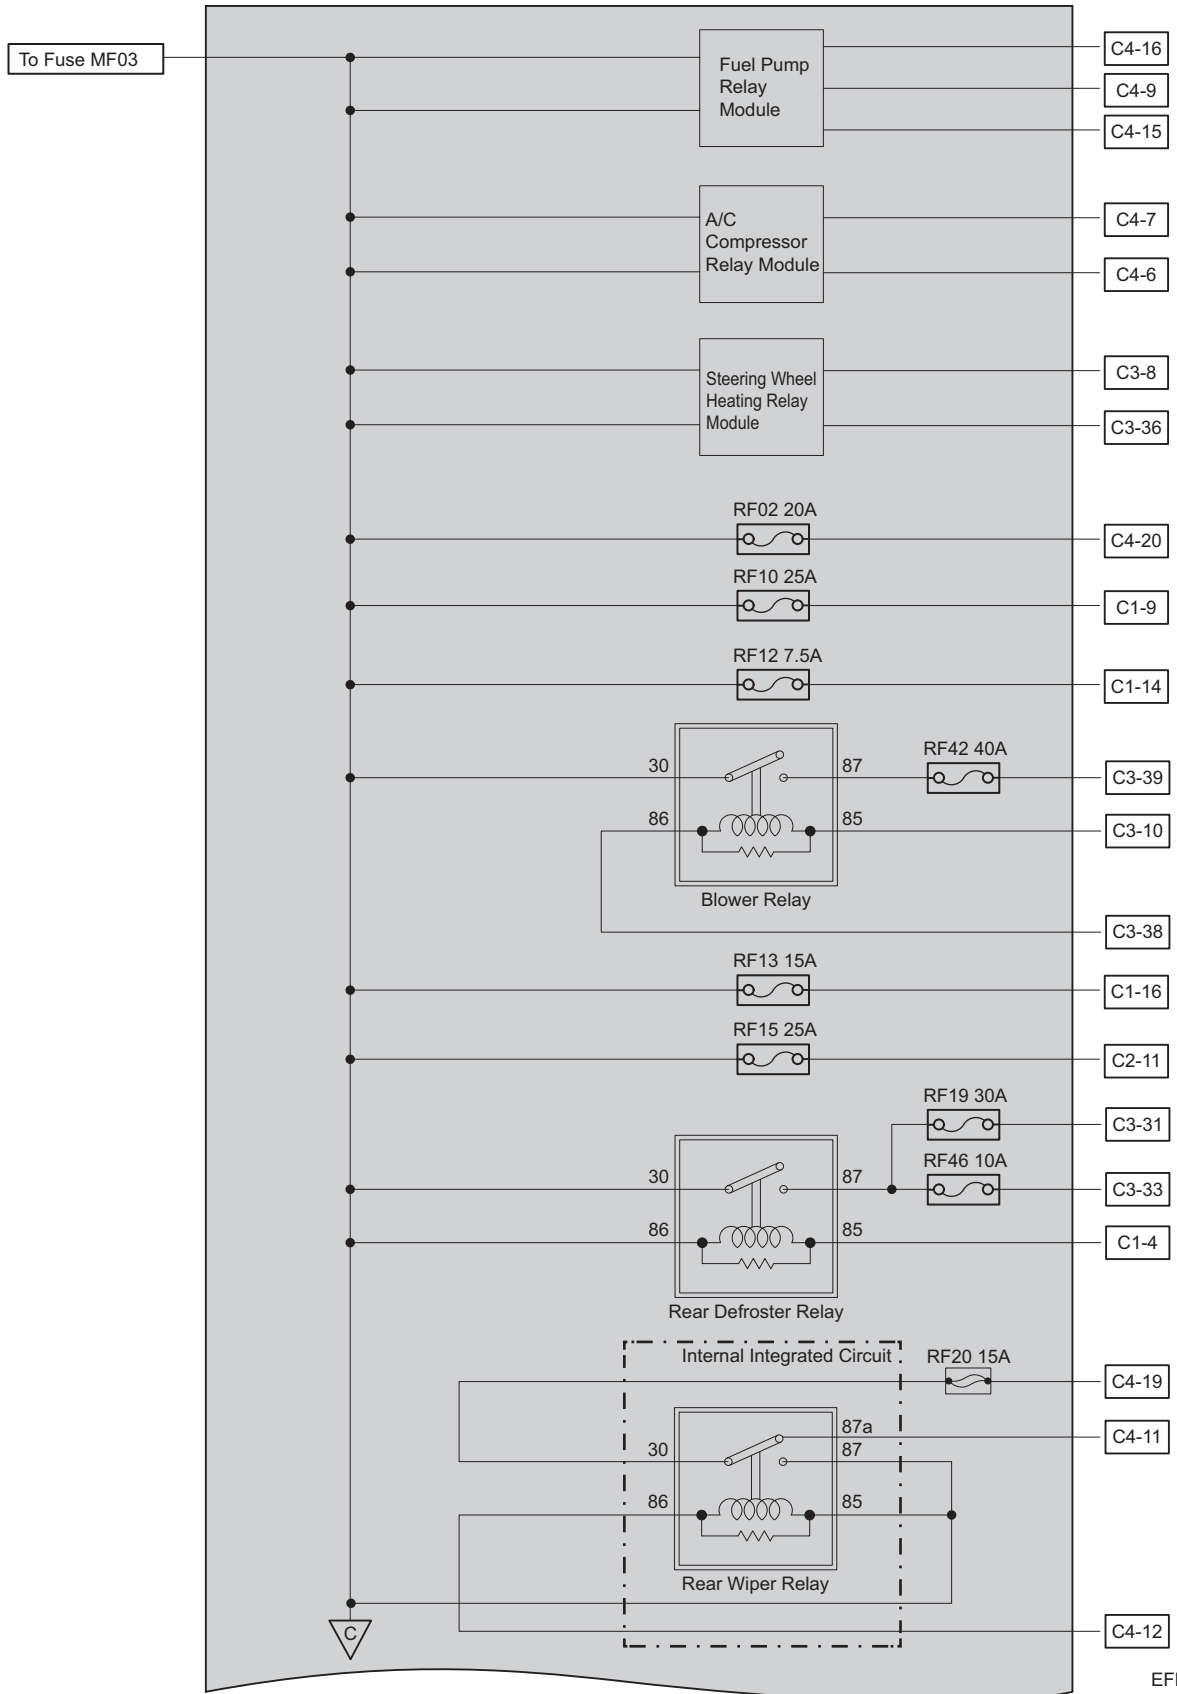 To Fuse MF03
Fuel Pump
Relay
Module
C4-16
C4-9
C4-15
A/C
Compressor
Relay Module
C4-7
C4-6
Steering Wheel
Heating Relay
Module
C3-8
C3-36
RF02 20A
C4-20
RF10 25A
C1-9
RF12 7.5A
C1-14
RF42 40A
30
87
C3-39
86
85
C3-10
Blower Relay
C3-38
RF13 15A
C1-16
RF15 25A
C2-11
RF19 30A
C3-31
RF46 10A
30
87
C3-33
86
85
C1-4
Rear Defroster Relay
Internal Integrated Circuit
RF20 15A
C4-19
87a
C4-11
30
87
86
85
Rear Wiper Relay
C
C4-12